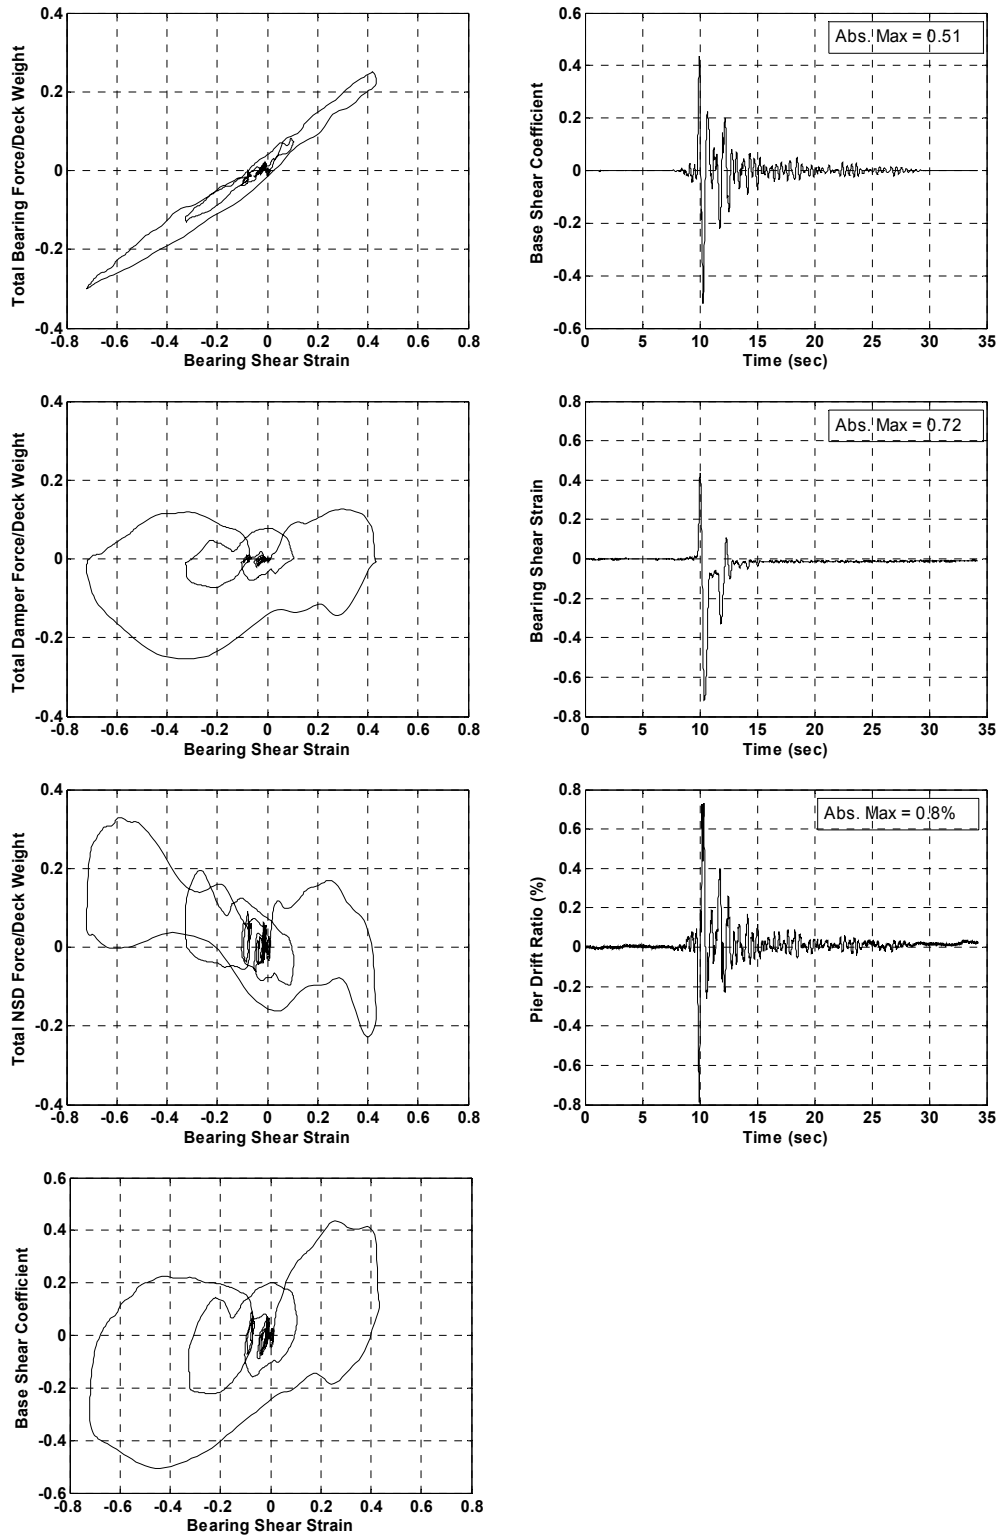 0.4
0.2
0
-0.2
-0.4
Total Bearing Force/Deck Weight
-0.8 -0.6 -0.4 -0.2 0 0.2 0.4 0.6 0.8
Bearing Shear Strain
Abs. Max = 0.51
0.6
0.4
0.2
0
-0.2
-0.4
-0.6
Base Shear Coefficient
0 5 10 15 20 25 30 35
Time (sec)
0.4
0.2
0
-0.2
-0.4
Total Damper Force/Deck Weight
-0.8 -0.6 -0.4 -0.2 0 0.2 0.4 0.6 0.8
Bearing Shear Strain
Abs. Max = 0.72
0.8
0.6
0.4
0.2
0
-0.2
-0.4
-0.6
-0.8
Bearing Shear Strain
0 5 10 15 20 25 30 35
Time (sec)
0.4
0.2
0
-0.2
-0.4
Total NSD Force/Deck Weight
-0.8 -0.6 -0.4 -0.2 0 0.2 0.4 0.6 0.8
Bearing Shear Strain
Abs. Max = 0.8%
0.8
0.6
0.4
0.2
0
-0.2
-0.4
-0.6
-0.8
Pier Drift Ratio (%)
0 5 10 15 20 25 30 35
Time (sec)
0.6
0.4
0.2
0
-0.2
-0.4
-0.6
Base Shear Coefficient
-0.8 -0.6 -0.4 -0.2 0 0.2 0.4 0.6 0.8
Bearing Shear Strain